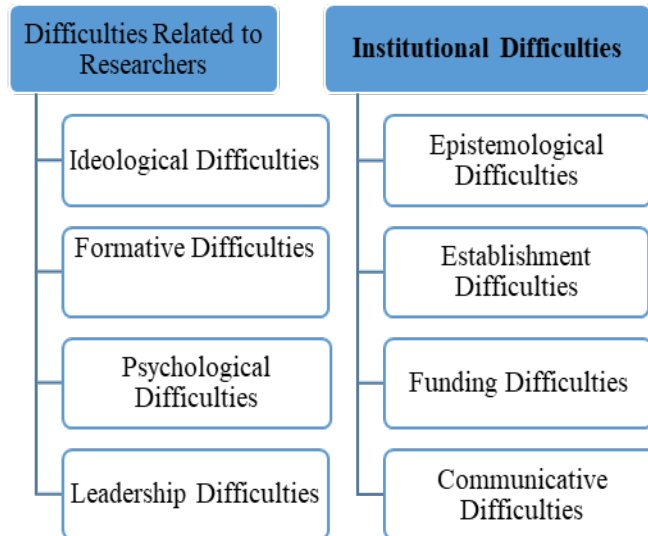 Difficulties Related to
Researchers
Ideological Difficulties
Formative Difficulties
Psychological
Difficulties
Leadership Difficulties
Institutional Difficulties
Epistemological
Difficulties
Establishment
Difficulties
Funding Difficulties
Communicative
Difficulties